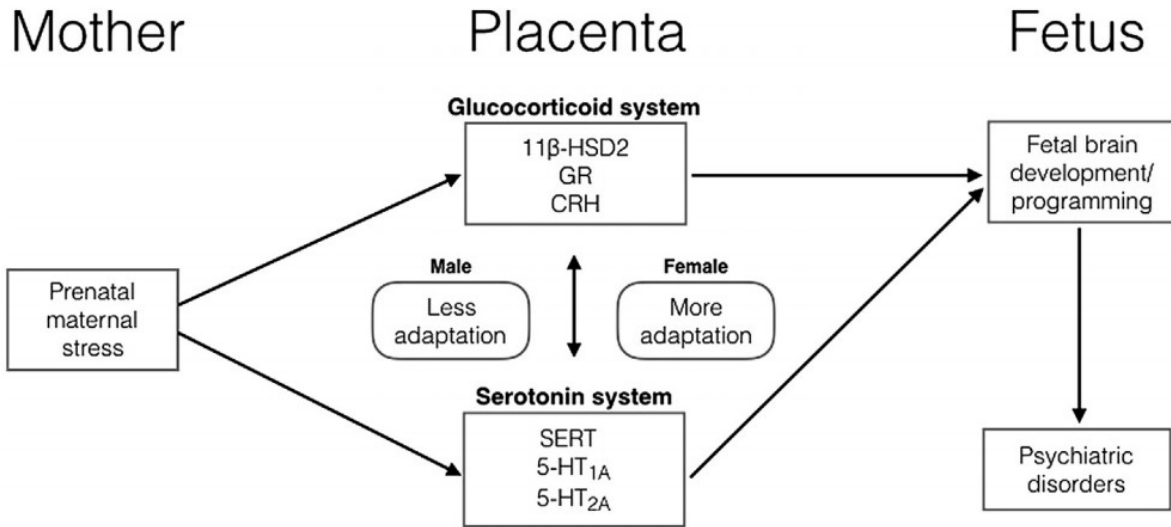 Mother
Placenta
Fetus
Glucocorticoid system
11β-HSD2
GR
CRH
Fetal brain
development/
programming
Male
Less
adaptation
Female
More
adaptation
Prenatal
maternal
stress
Serotonin system
SERT
5-HT1A
5-HT2A
Psychiatric
disorders